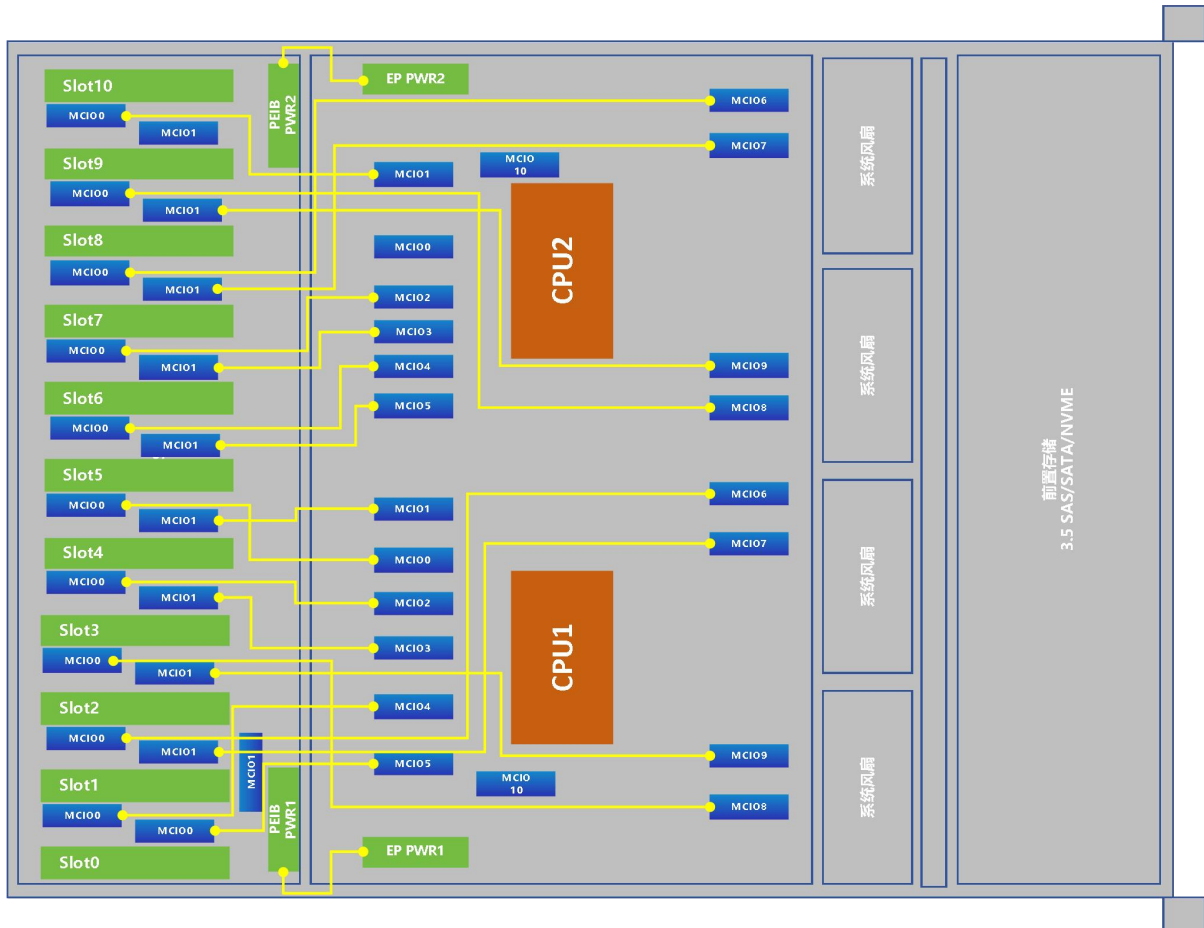 Slot10
MCIO0
MCIO1
Slot9
MCIO0
MCIO1
Slot8
MCIO0
MCIO1
Slot7
MCIO0
MCIO1
Slot6
MCIO0
MCIO1
Slot5
MCIO0
MCIO1
Slot4
MCIO0
MCIO1
Slot3
MCIO0
MCIO1
Slot2
MCIO0
MCIO1
MCIO1
Slot1
MCIO0
MCIO0
Slot0
PEIB
PWR2
PEIB
PWR1
EP PWR2
MCIO1
MCIO
10
MCIO0
MCIO2
MCIO3
MCIO4
MCIO5
CPU2
MCIO6
MCIO7
MCIO9
MCIO8
MCIO1
MCIO0
MCIO2
MCIO3
MCIO4
MCIO5
MCIO
10
CPU1
EP PWR1
MCIO6
MCIO7
MCIO9
MCIO8
系统风扇
系统风扇
系统风扇
系统风扇
前置存储
3.5 SAS/SATA/NVME